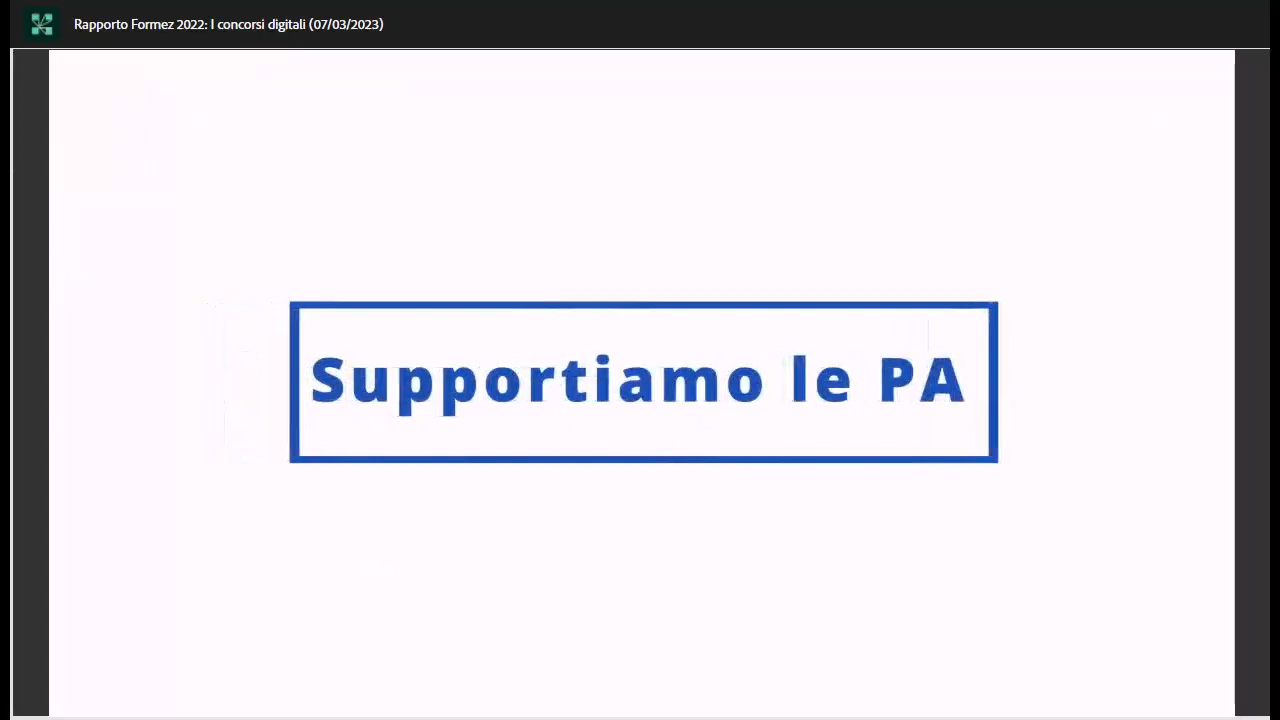 Rapporto Formez 2022: I concorsi digitali (07/03/2023)
Supportiamo le PA